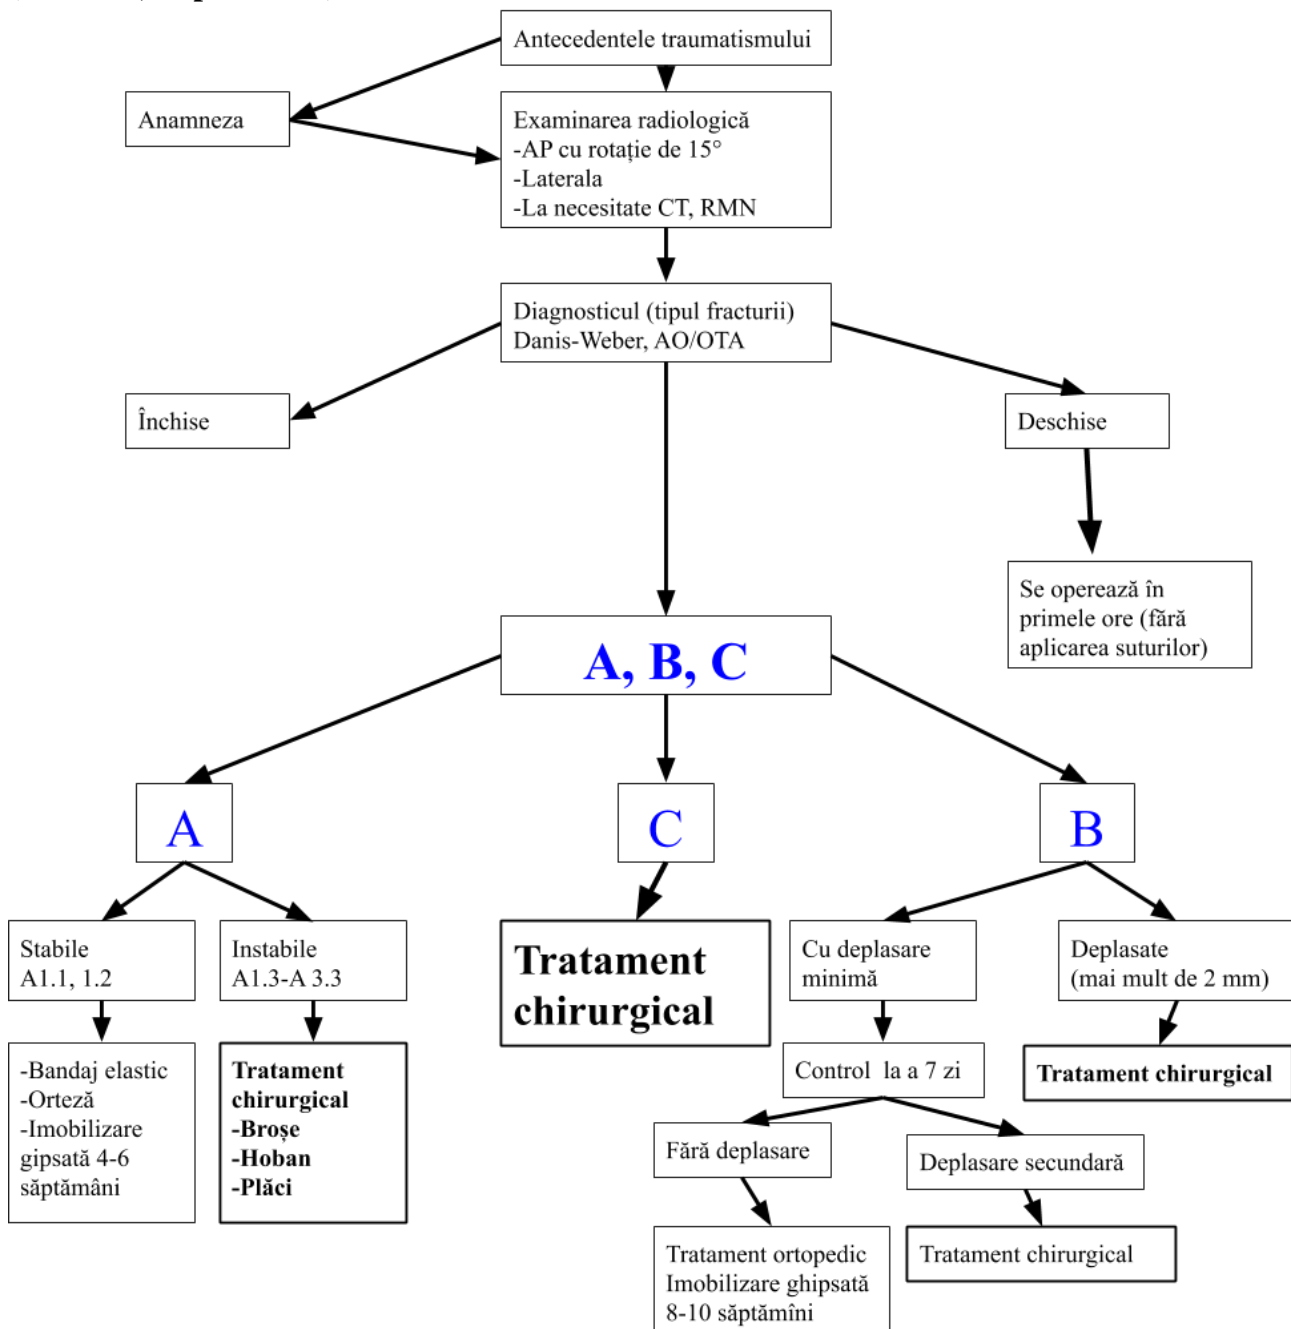 Antecedentele traumatismului
Anamneza
Examinarea radiologică
-AP cu rotație de 15°
-Laterala
-La necesitate CT, RMN
Diagnosticul (tipul fracturii)
Danis-Weber, AO/OTA
Închise
Deschise
Se operează în
primele ore (fără
aplicarea suturilor)
A, B, C
A
C
B
Stabile
A1.1, 1.2
Instabile
A1.3-A 3.3
Tratament
chirurgical
Cu deplasare
minimă
Deplasate
(mai mult de 2 mm)
-Bandaj elastic
-Orteză
-Imobilizare
gipsată 4-6
săptămâni
Tratament
chirurgical
-Broșe
-Hoban
-Plăci
Control  la a 7 zi
Tratament chirurgical
Fără deplasare
Deplasare secundară
Tratament ortopedic
Imobilizare ghipsată
8-10 săptămîni
Tratament chirurgical